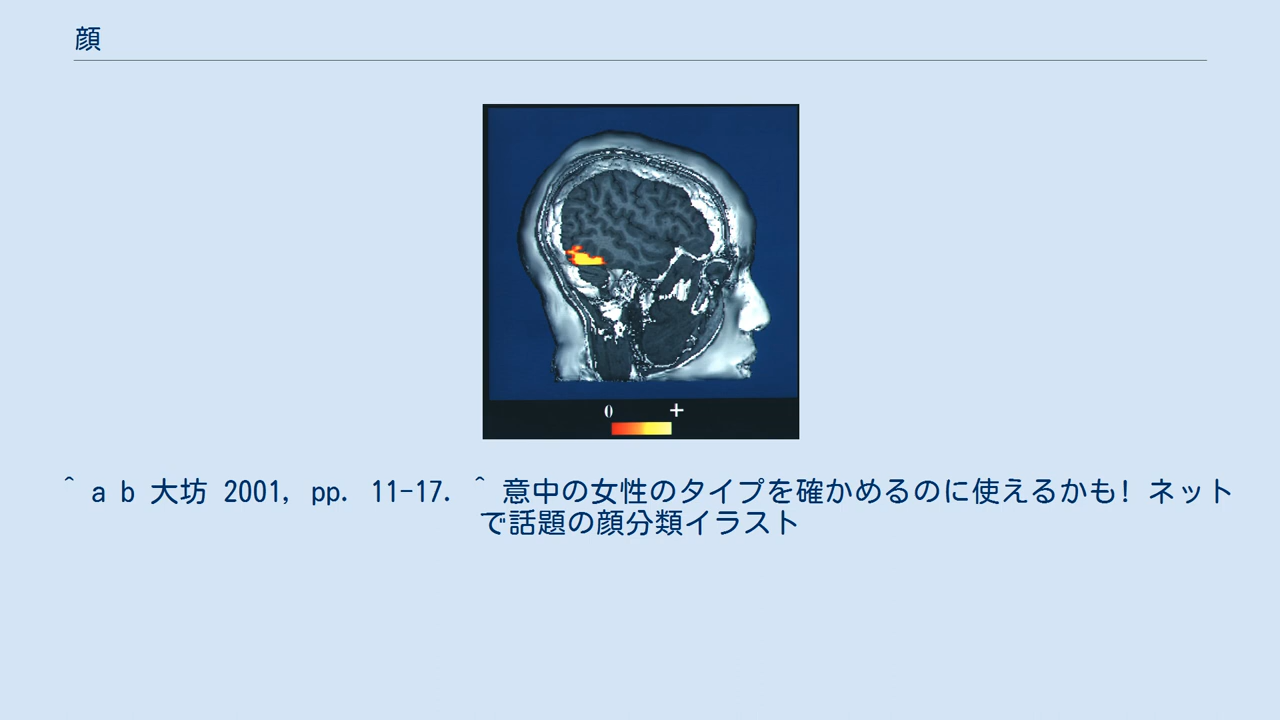 顔
0 +
^ a b 大坊 2001, pp. 11-17. ^ 意中の女性のタイプを確かめるのに使えるかも! ネット
で話題の顔分類イラスト